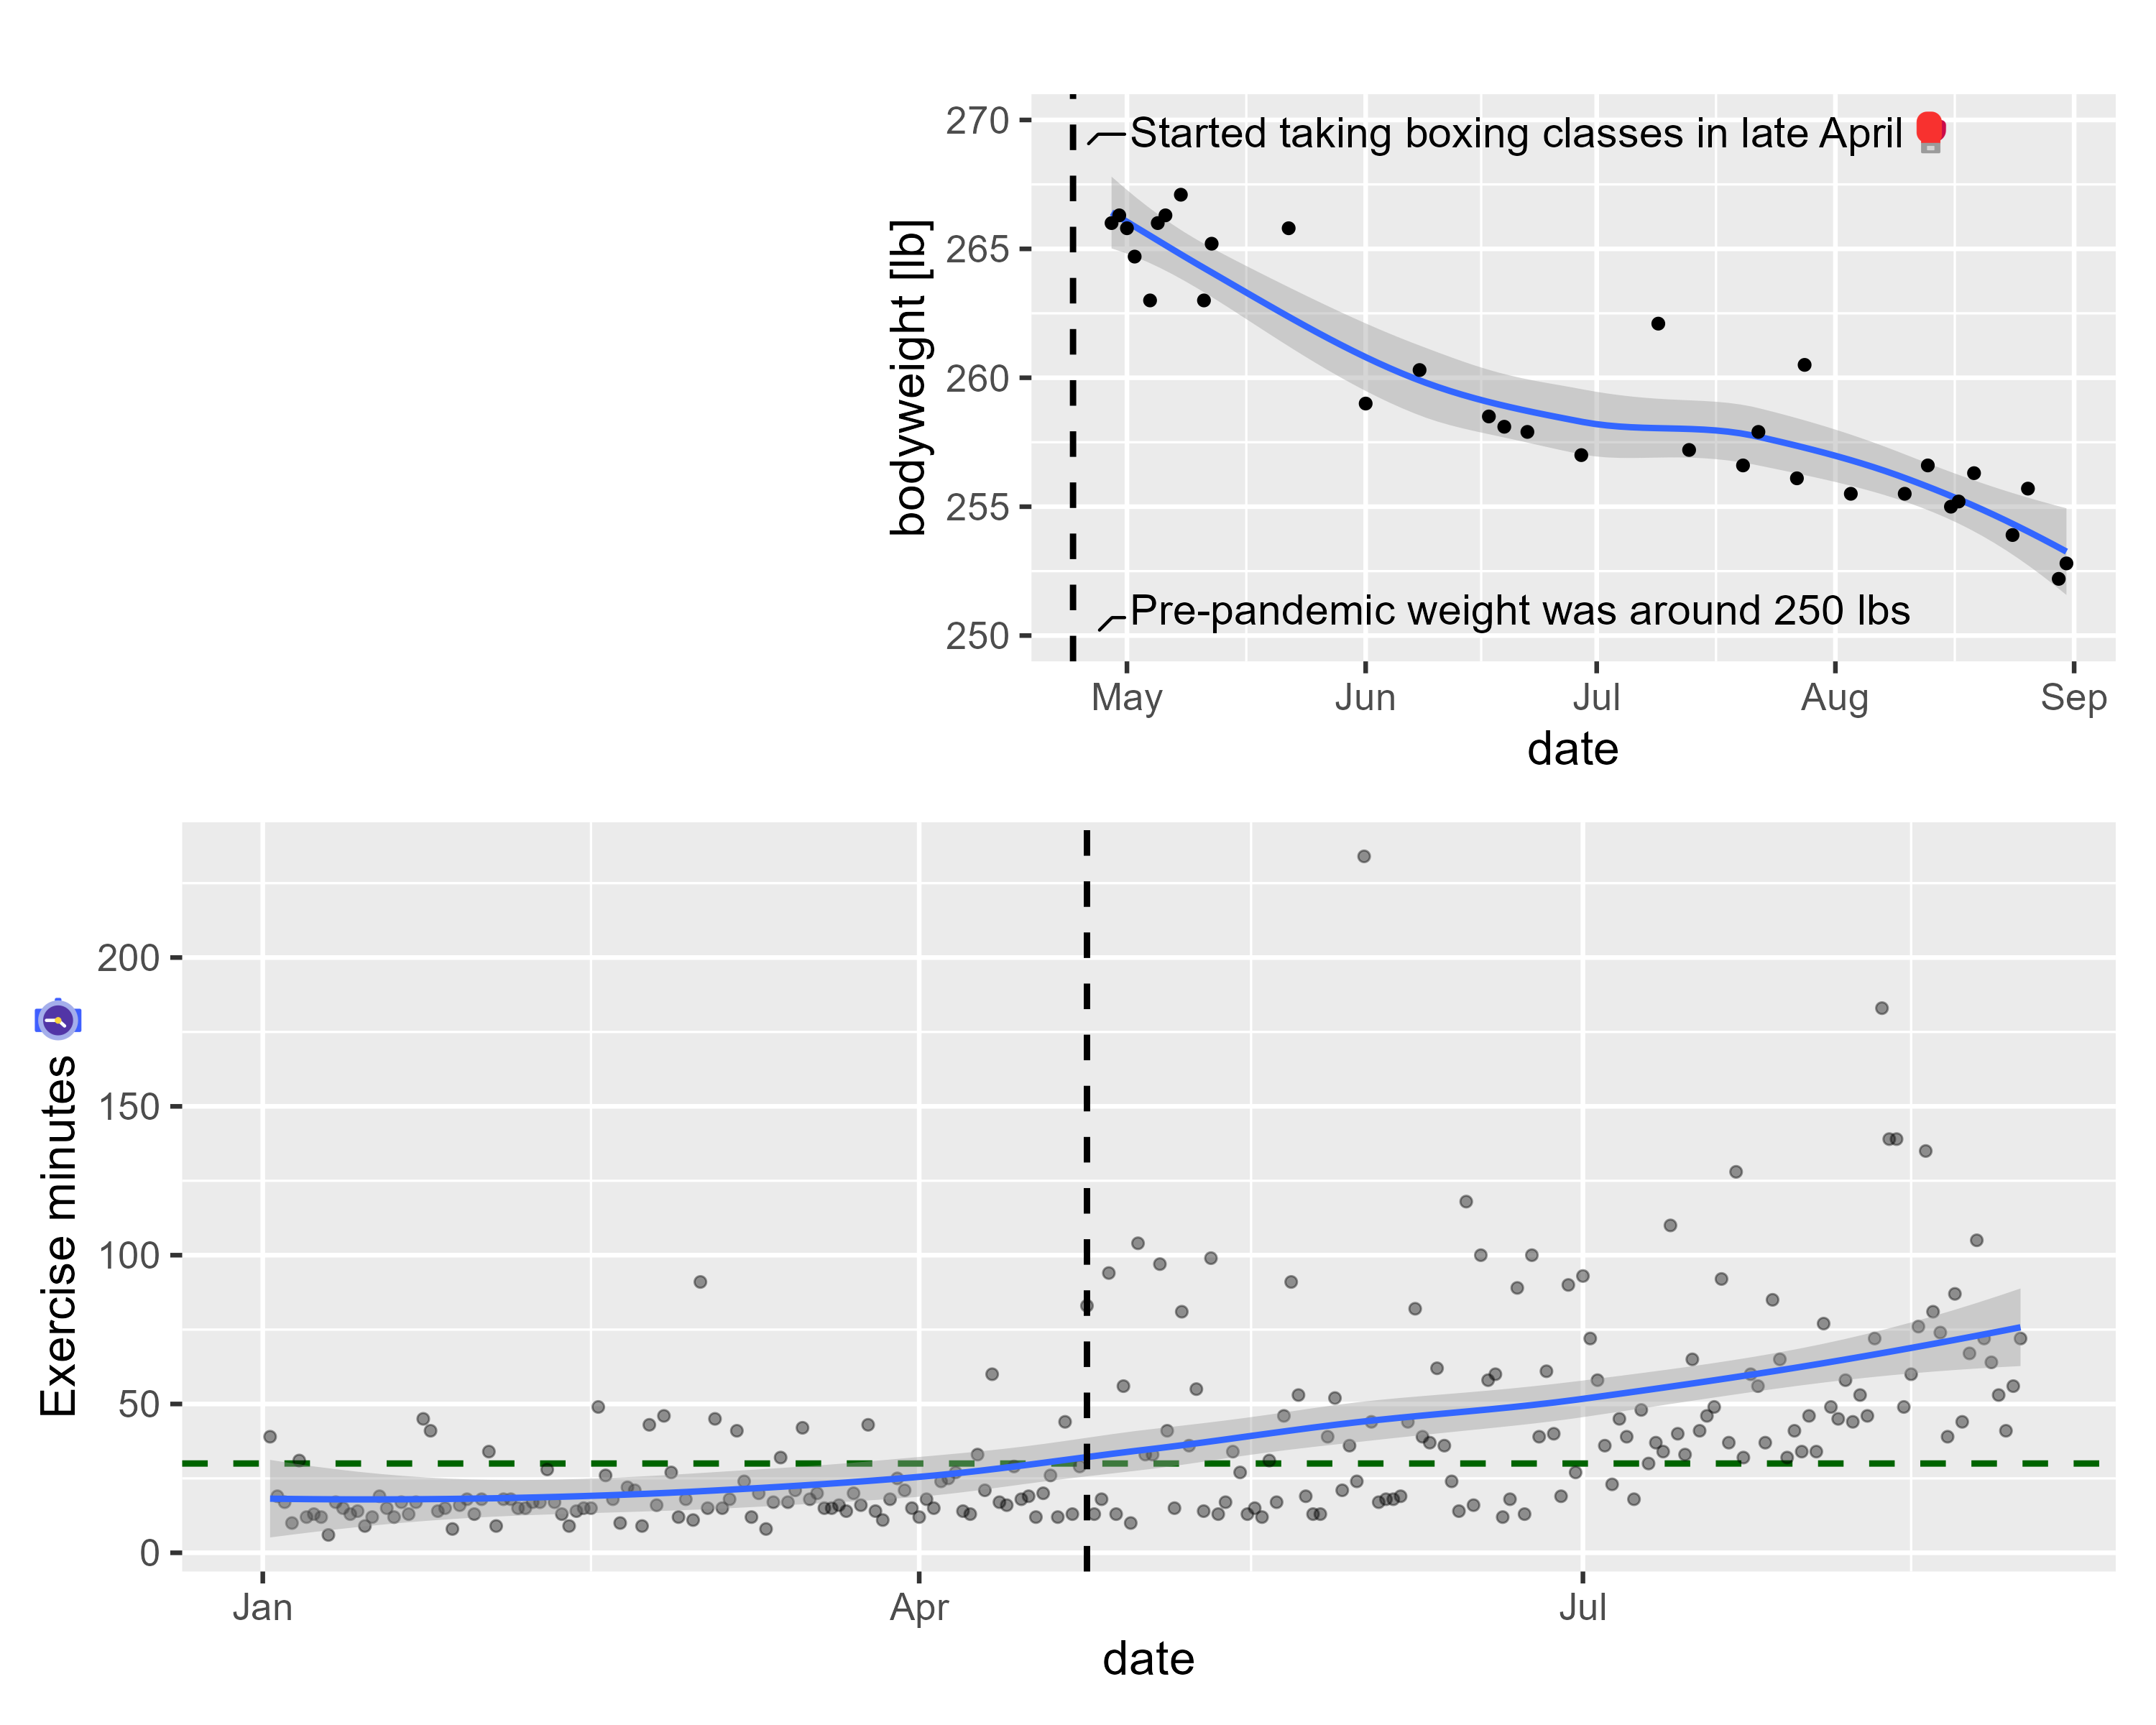 270
Started taking boxing classes in late April 🥊
265
260
255
250
bodyweight [lb]
Pre-pandemic weight was around 250 lbs
May Jun Jul Aug Sep
date
200
150
100
50
0
Exercise minutes ⌚
Jan Apr Jul
date